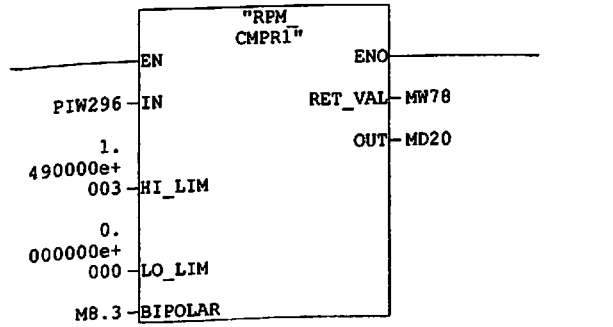 "RPM_
CMPR1"
EN
ENO
PIW296
IN
RET_VAL
MW78
OUT
MD20
1.
490000e+
003
HI_LIM
0.
000000e+
000
LO_LIM
M8.3
BIPOLAR